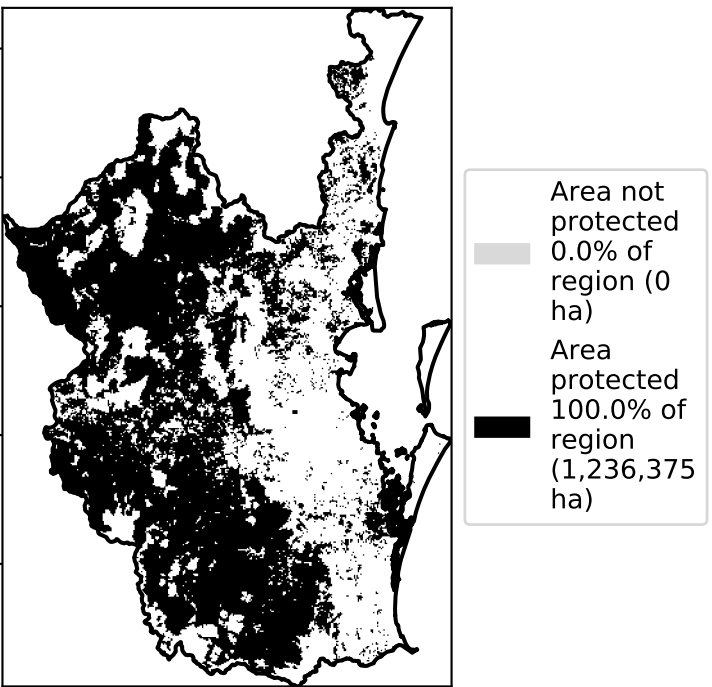 Area not
protected
0.0% of
region (0
ha)
Area
protected
100.0% of
region
(1,236,375
ha)